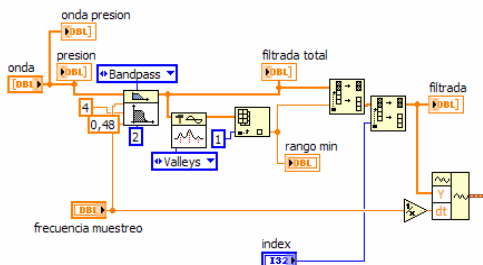 onda presion
DBL
presion
DBL
onda
DBL
Bandpass
4
0,48
2
Valleys
1
filtrada total
DBL
rango min
DBL
filtrada
DBL
Y
dt
frecuencia muestreo
DBL
1/x
index
I32